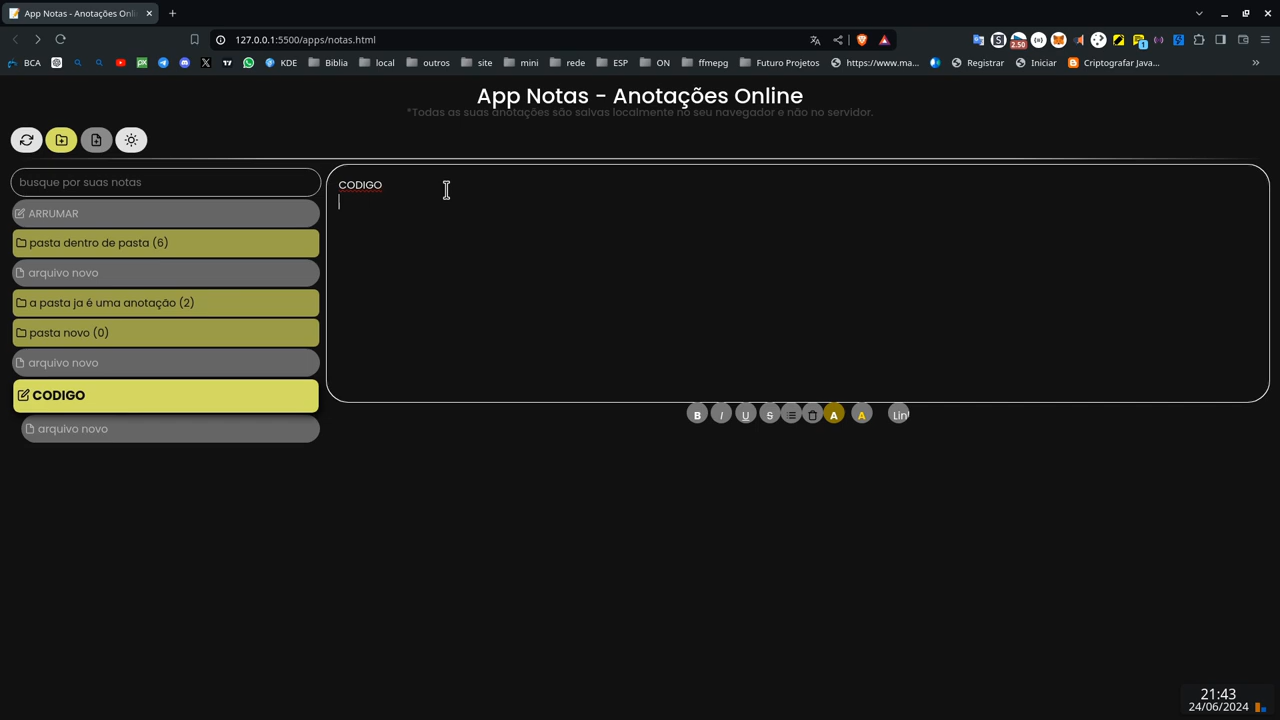 App Notas - Anotações Onli
127.0.0.1:5500/apps/notas.html
2.50
1
BCA
KDE
Biblia
local
outros
site
mini
rede
ESP
ON
ffmepg
Futuro Projetos
https://www.ma...
Registrar
Iniciar
Criptografar Java...
App Notas - Anotações Online
*Todas as suas anotações são salvas localmente no seu navegador e não no servidor.
busque por suas notas
ARRUMAR
pasta dentro de pasta (6)
arquivo novo
a pasta ja é uma anotação (2)
pasta novo (0)
arquivo novo
CODIGO
arquivo novo
CODIGO
B I U S A A Lin
21:43
24/06/2024